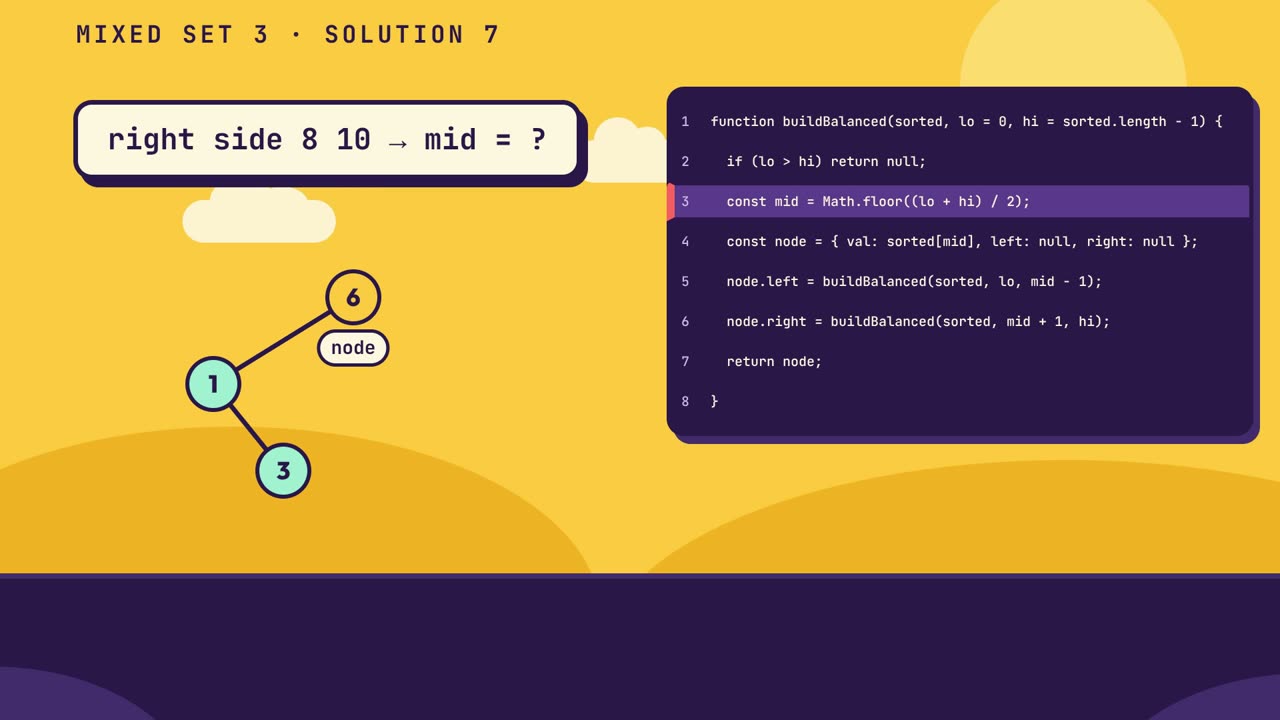 MIXED SET 3 · SOLUTION 7
right side 8 10 → mid = ?
6
node
1
3
1 function buildBalanced(sorted, lo = 0, hi = sorted.length - 1) {
2 if (lo > hi) return null;
3 const mid = Math.floor((lo + hi) / 2);
4 const node = { val: sorted[mid], left: null, right: null };
5 node.left = buildBalanced(sorted, lo, mid - 1);
6 node.right = buildBalanced(sorted, mid + 1, hi);
7 return node;
8 }